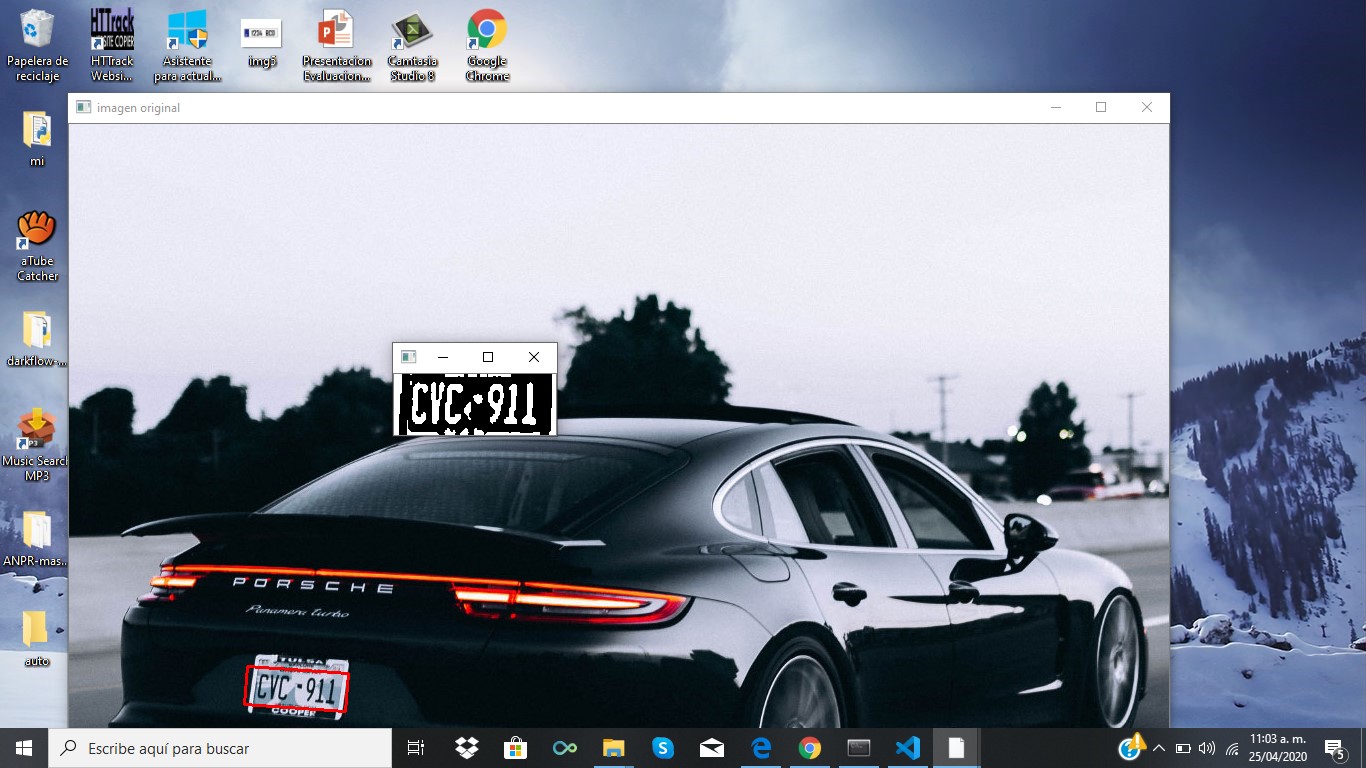 Papelera de
reciclaje
HTTrack
SITE COPIER
HTTrack
Websi...
Asistente
para actual...
1234 BCD
img5
Presentacion
Evaluacion...
Camtasia
Studio 8
Google
Chrome
mi
aTube
Catcher
darkflow-...
Music Search
MP3
ANPR-mas...
auto
imagen original
CVC-911
PORSCHE
Panamera turbo
TULSA
CVC-911
COOPER
Escribe aquí para buscar
11:03 a. m.
25/04/2020
5